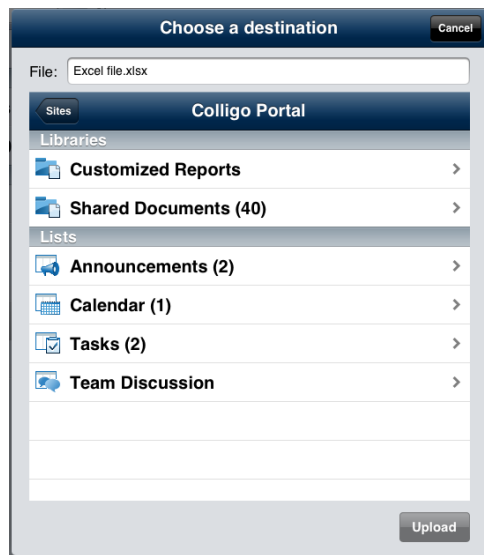 Choose a destination
Cancel
File: Excel file.xlsx
Sites
Colligo Portal
Libraries
Customized Reports
Shared Documents (40)
Lists
Announcements (2)
Calendar (1)
Tasks (2)
Team Discussion
Upload